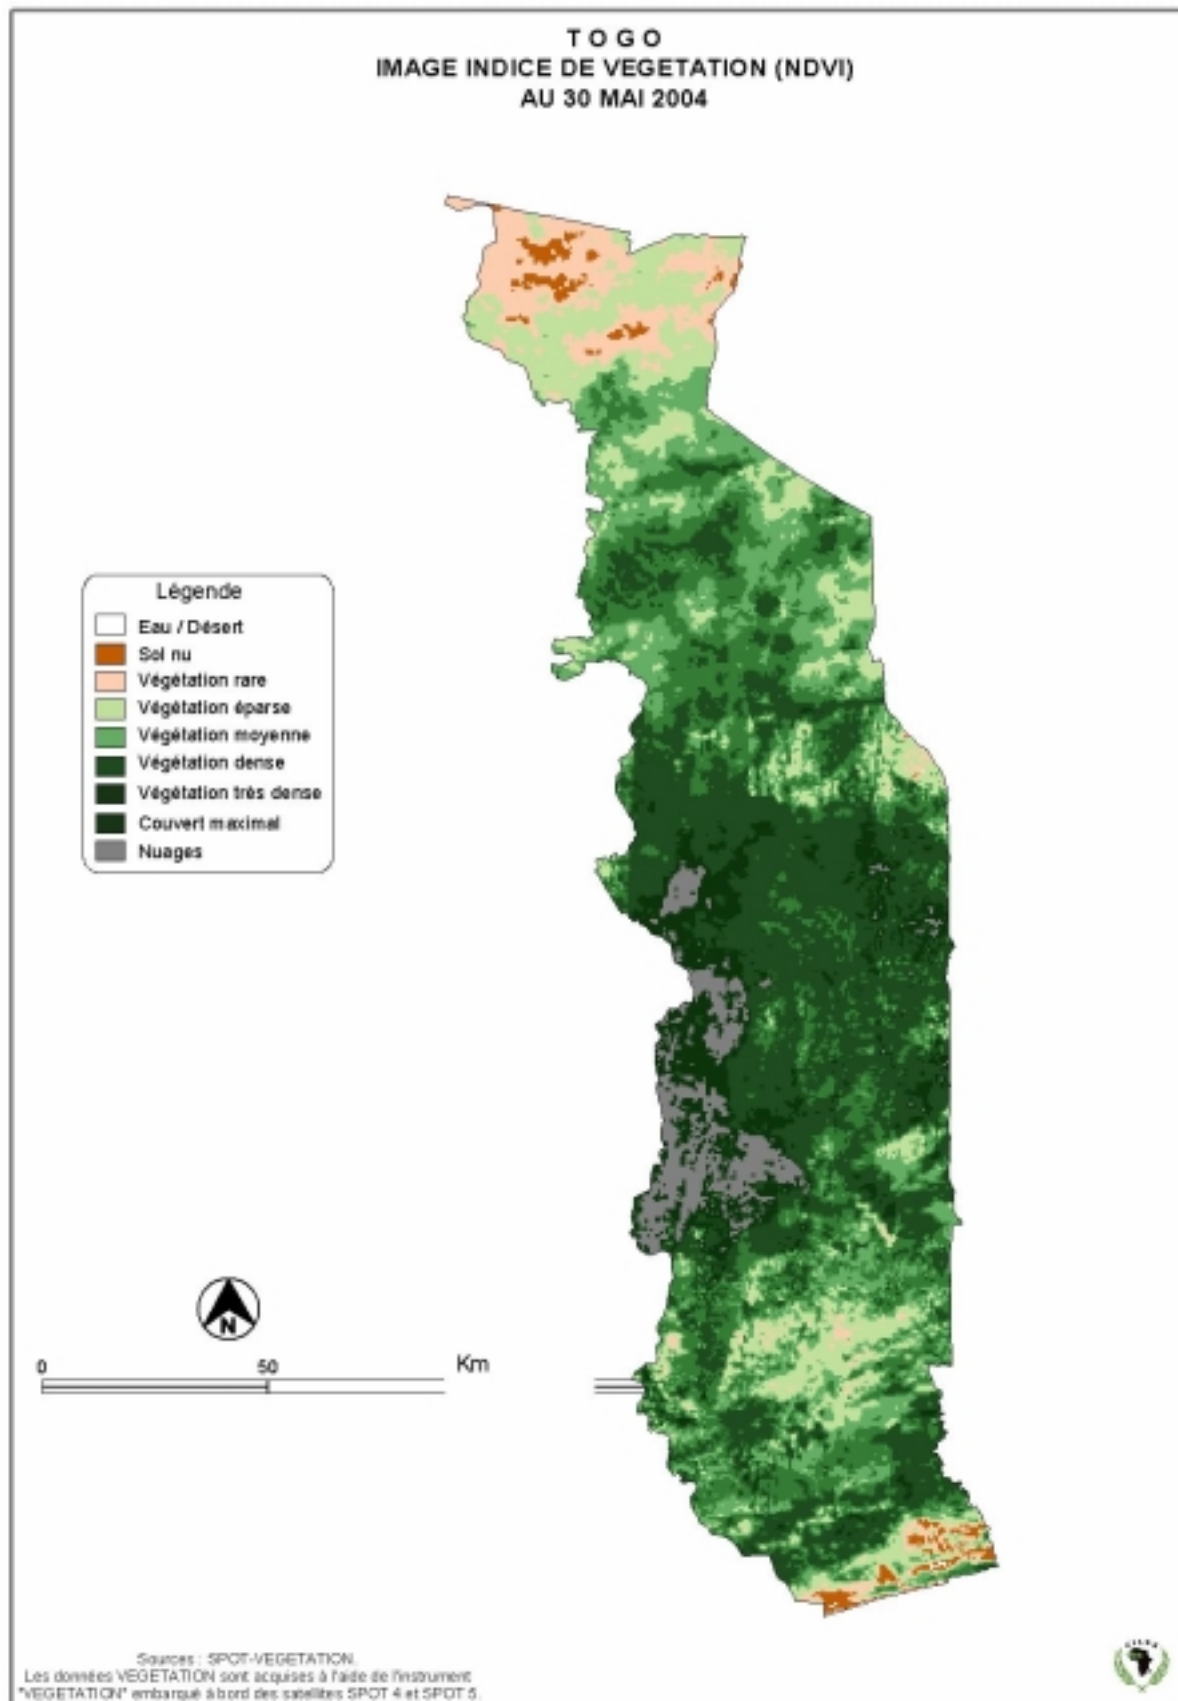 T O G O
IMAGE INDICE DE VEGETATION (NDVI)
AU 30 MAI 2004
Légende
Eau / Désert
Sol nu
Végétation rare
Végétation éparse
Végétation moyenne
Végétation dense
Végétation très dense
Couvert maximal
Nuages
N
0 50 Km
Sources : SPOT-VEGETATION.
Les données VEGETATION sont acquises à l'aide de l'instrument
"VEGETATION" embarqué à bord des satellites SPOT 4 et SPOT 5.